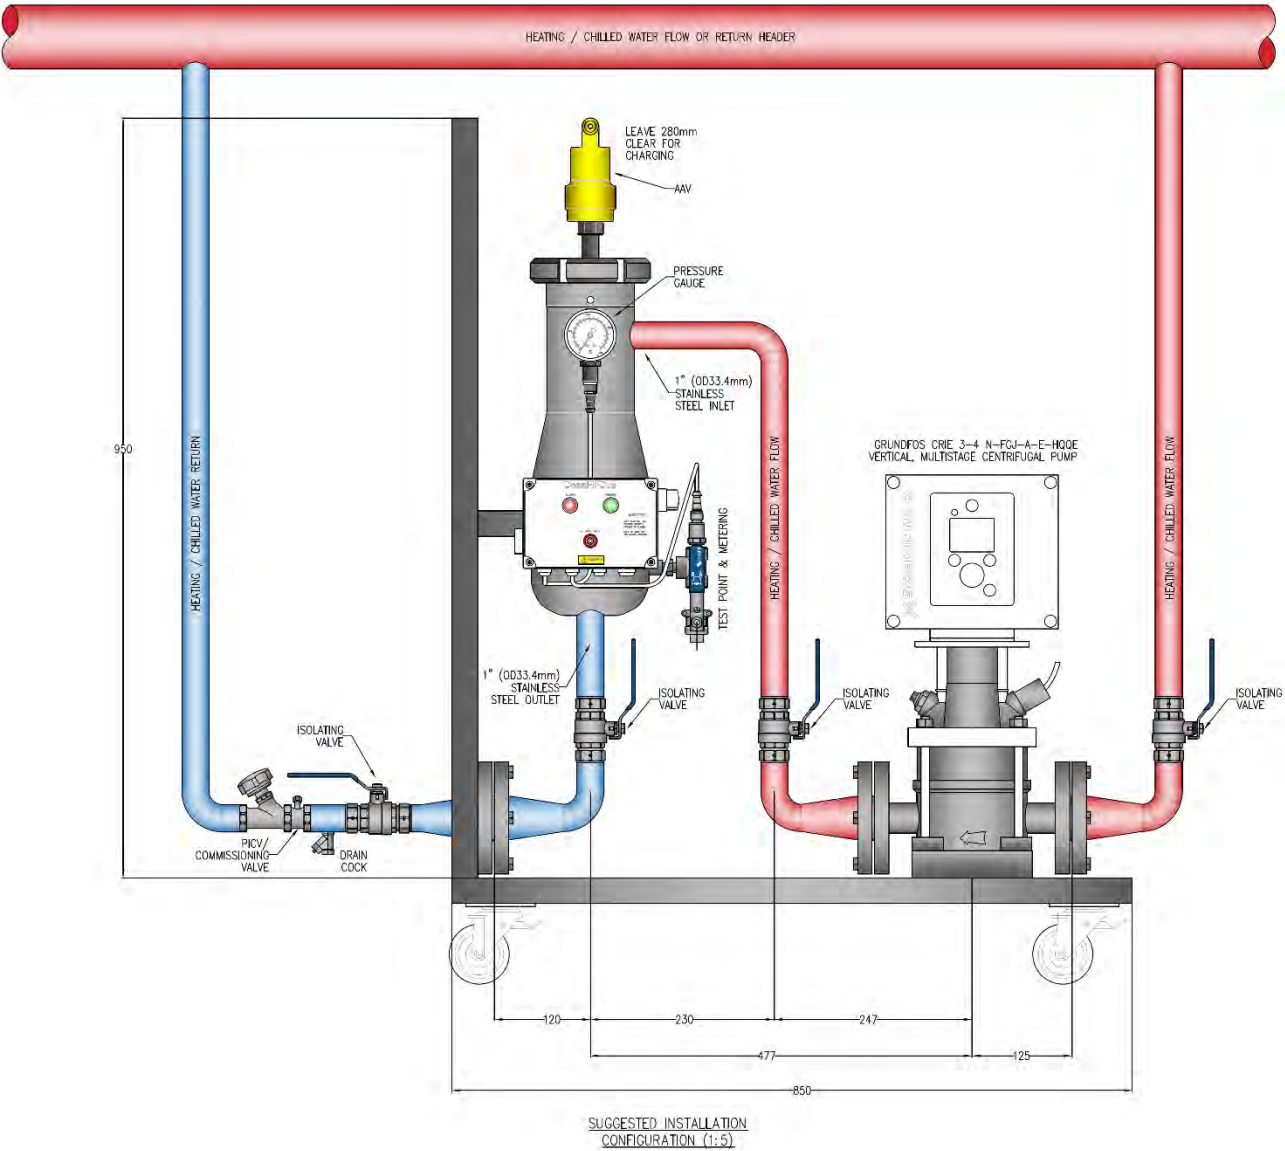 HEATING / CHILLED WATER FLOW OR RETURN HEADER
LEAVE 280mm
CLEAR FOR
CHARGING
AAV
PRESSURE
GAUGE
1" (OD33.4mm)
STAINLESS
STEEL INLET
950
HEATING / CHILLED WATER RETURN
HEATING / CHILLED WATER FLOW
GRUNDFOS CRIE 3-4 N-FGJ-A-E-HQQE
VERTICAL, MULTISTAGE CENTRIFUGAL PUMP
HEATING / CHILLED WATER FLOW
TEST POINT & METERING
1" (OD33.4mm)
STAINLESS
STEEL OUTLET
ISOLATING
VALVE
ISOLATING
VALVE
ISOLATING
VALVE
ISOLATING
VALVE
PICV/
COMMISSIONING
VALVE
DRAIN
COCK
120
230
247
477
125
850
SUGGESTED INSTALLATION
CONFIGURATION (1:5)